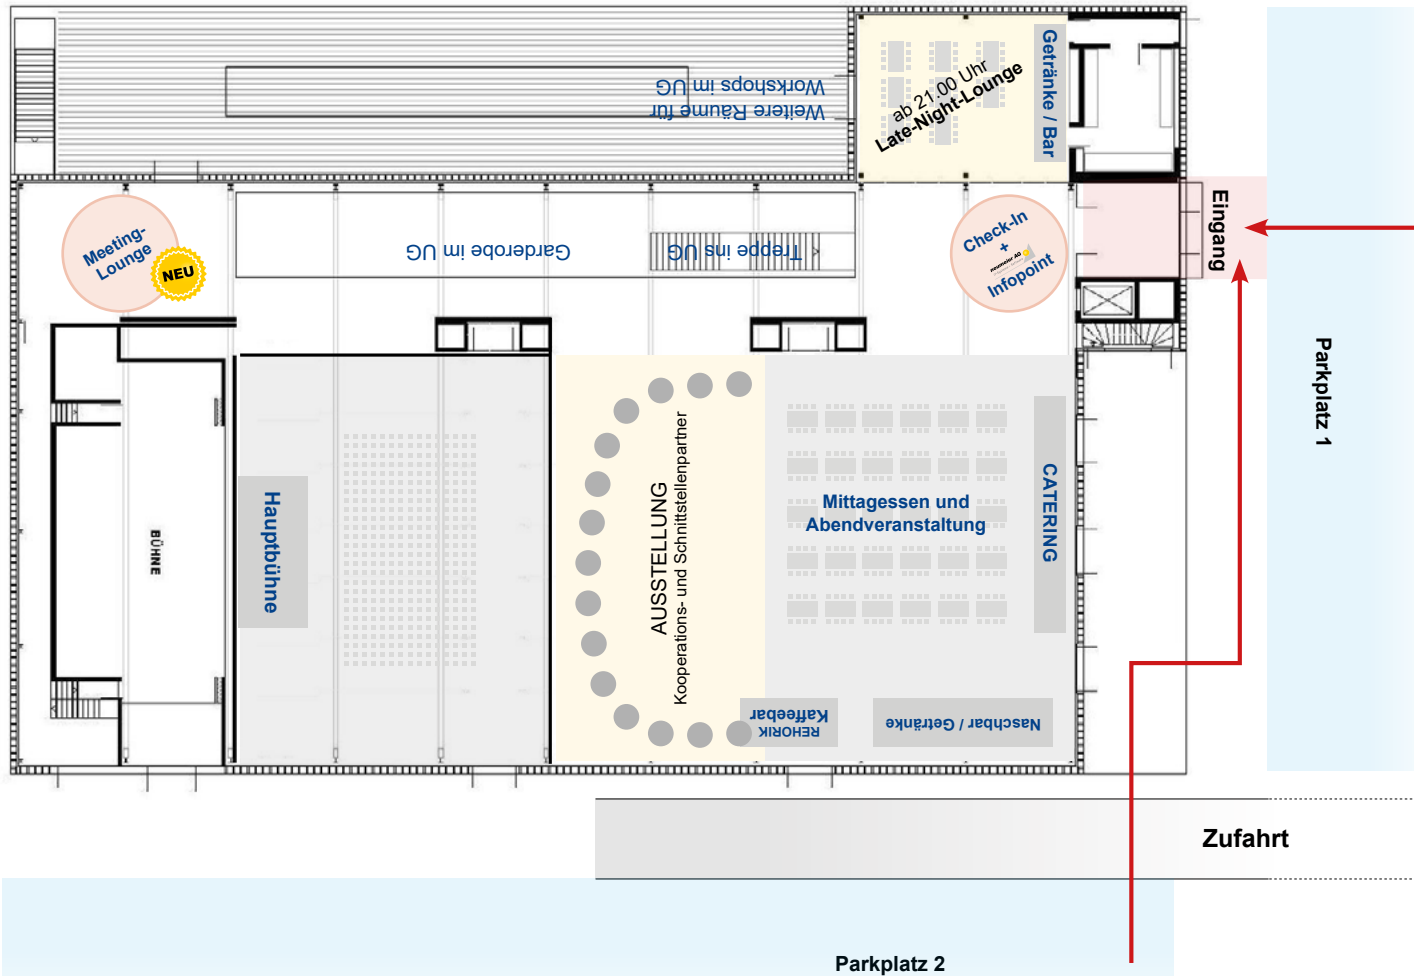 Weitere Räume für
Workshops im UG
ab 21.00 Uhr
Late-Night-Lounge
Getränke / Bar
Eingang
Parkplatz 1
Meeting-
Lounge
NEU
Garderobe im UG
Treppe ins UG
Check-In
+
neumeier AG
Infopoint
BÜHNE
Hauptbühne
AUSSTELLUNG
Kooperations- und Schnittstellenpartner
Mittagessen und
Abendveranstaltung
CATERING
REHORIK
Kaffeebar
Naschbar / Getränke
Zufahrt
Parkplatz 2